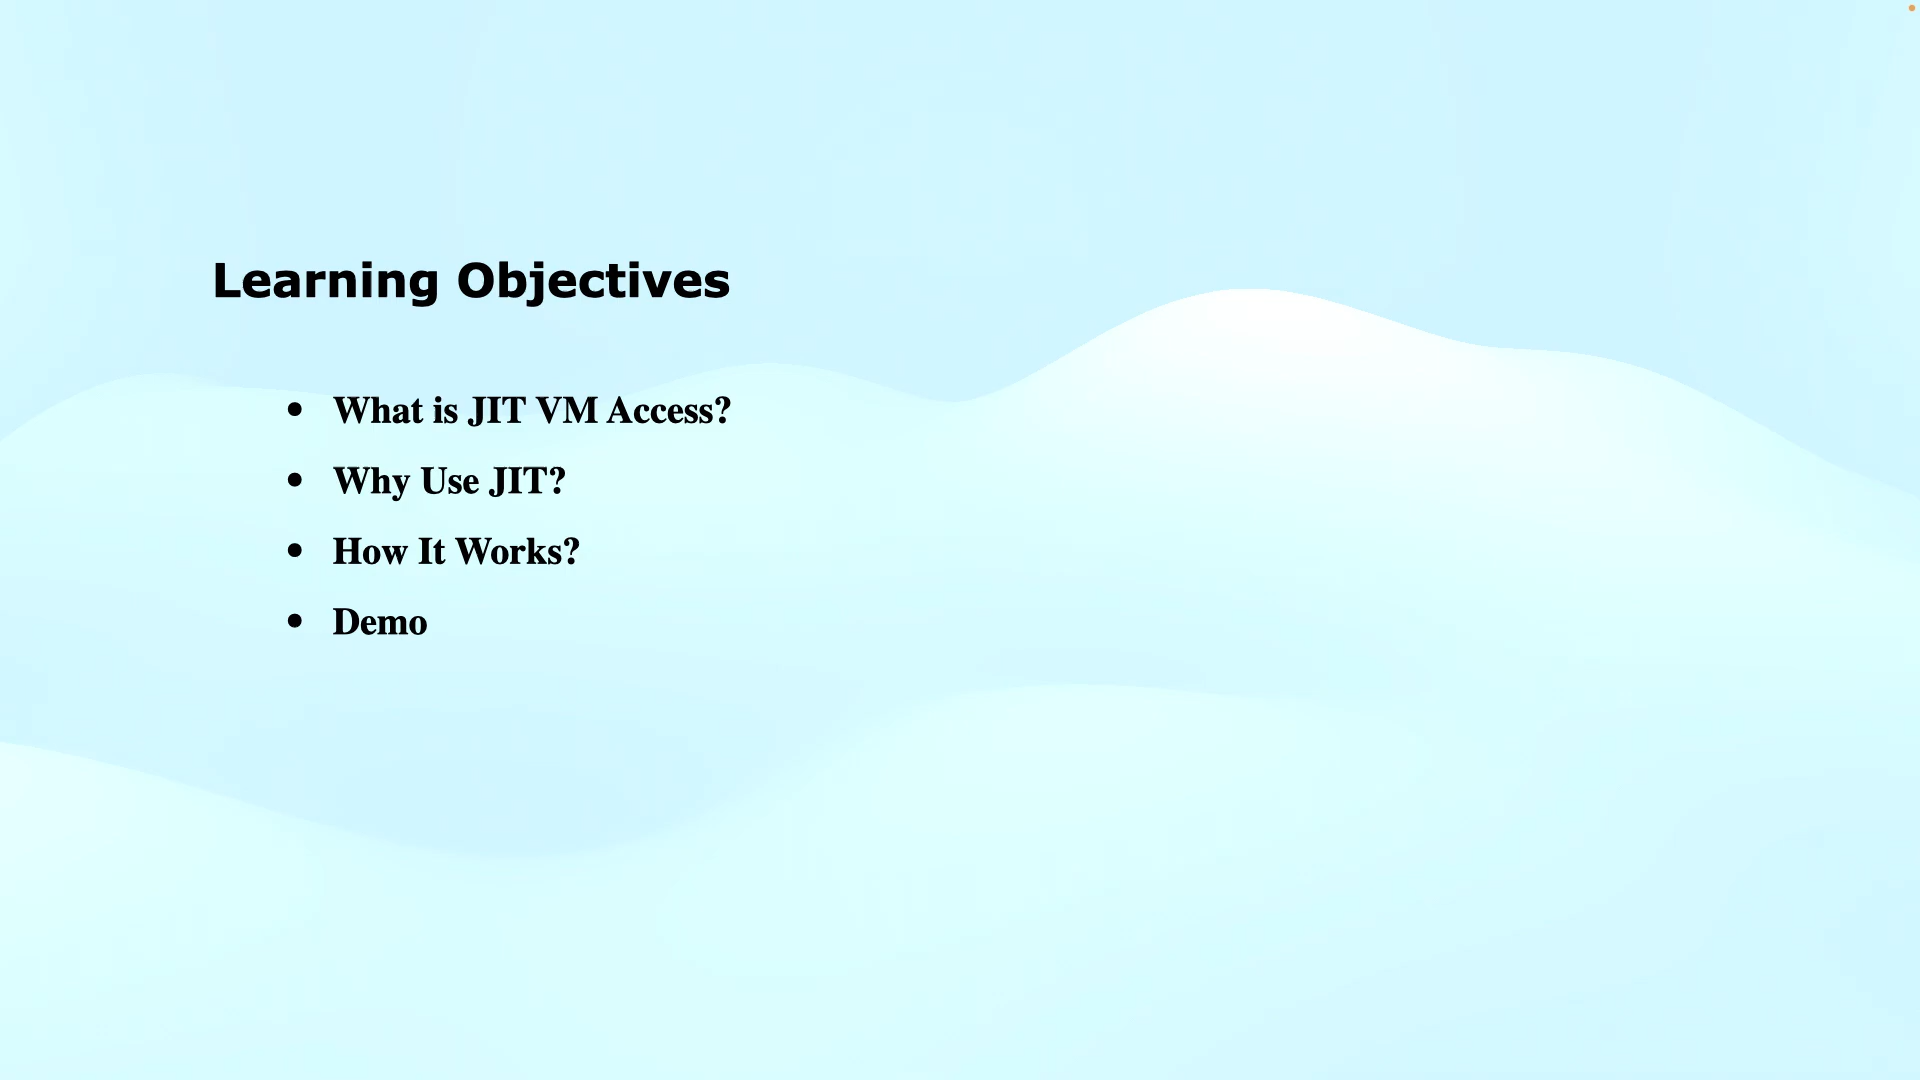 Learning Objectives
• What is JIT VM Access?
• Why Use JIT?
• How It Works?
• Demo